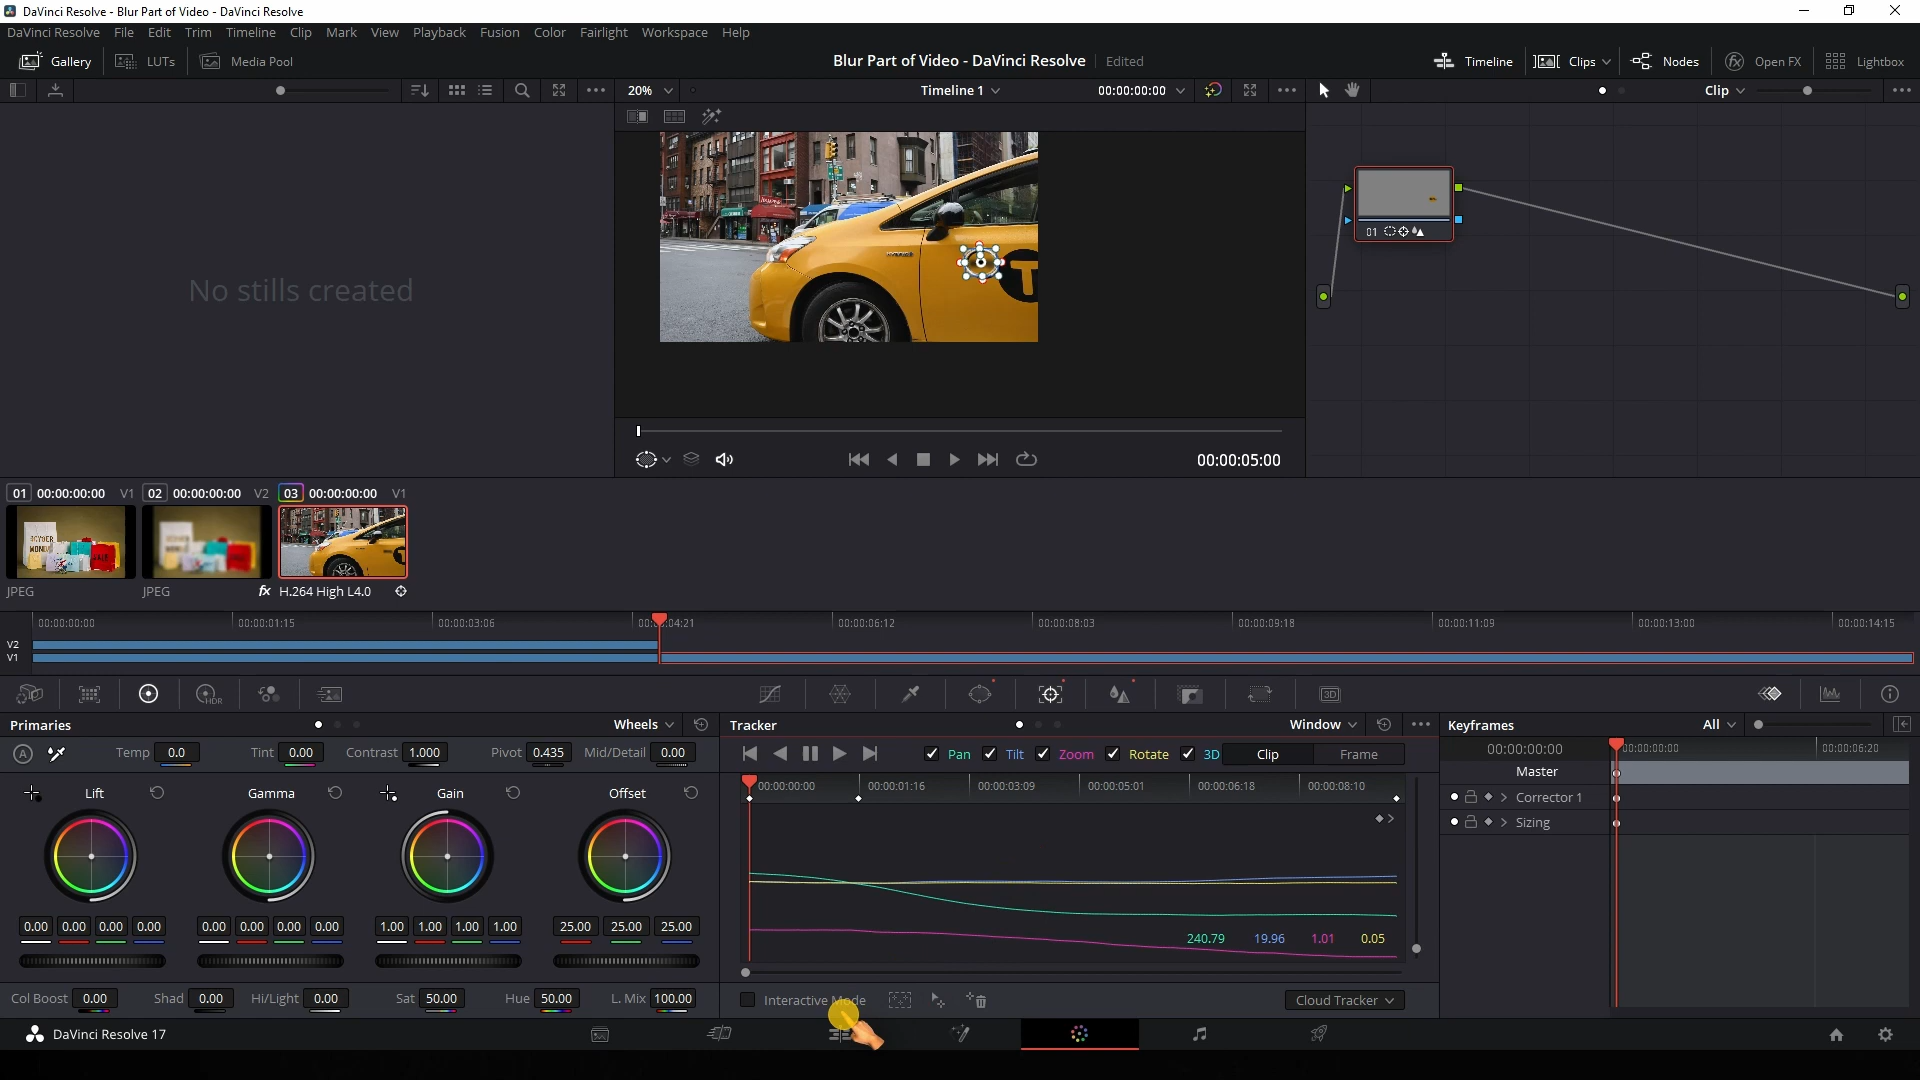 DaVinci Resolve - Blur Part of Video - DaVinci Resolve
DaVinci Resolve File Edit Trim Timeline Clip Mark View Playback Fusion Color Fairlight Workspace Help
Gallery LUTs Media Pool Blur Part of Video - DaVinci Resolve Edited Timeline Clips Nodes Open FX Lightbox
20% Timeline 1 00:00:00:00 Clip
No stills created
01
00:00:05:00
01 00:00:00:00 V1 02 00:00:00:00 V2 03 00:00:00:00 V1
JPEG JPEG fx H.264 High L4.0
00:00:00:00 00:00:01:15 00:00:03:06 00:00:04:21 00:00:06:12 00:00:08:03 00:00:09:18 00:00:11:09 00:00:13:00 00:00:14:15
V2
V1
HDR 3D
Primaries Wheels Tracker Window Keyframes All
A Temp 0.0 Tint 0.00 Contrast 1.000 Pivot 0.435 Mid/Detail 0.00 Pan Tilt Zoom Rotate 3D Clip Frame 00:00:00:00 00:00:00:00 00:00:06:20
Master
Lift Gamma Gain Offset 00:00:00:00 00:00:01:16 00:00:03:09 00:00:05:01 00:00:06:18 00:00:08:10 Corrector 1
Sizing
0.00 0.00 0.00 0.00 0.00 0.00 0.00 0.00 1.00 1.00 1.00 1.00 25.00 25.00 25.00 240.79 19.96 1.01 0.05
Col Boost 0.00 Shad 0.00 Hi/Light 0.00 Sat 50.00 Hue 50.00 L. Mix 100.00 Interactive Mode Cloud Tracker
DaVinci Resolve 17